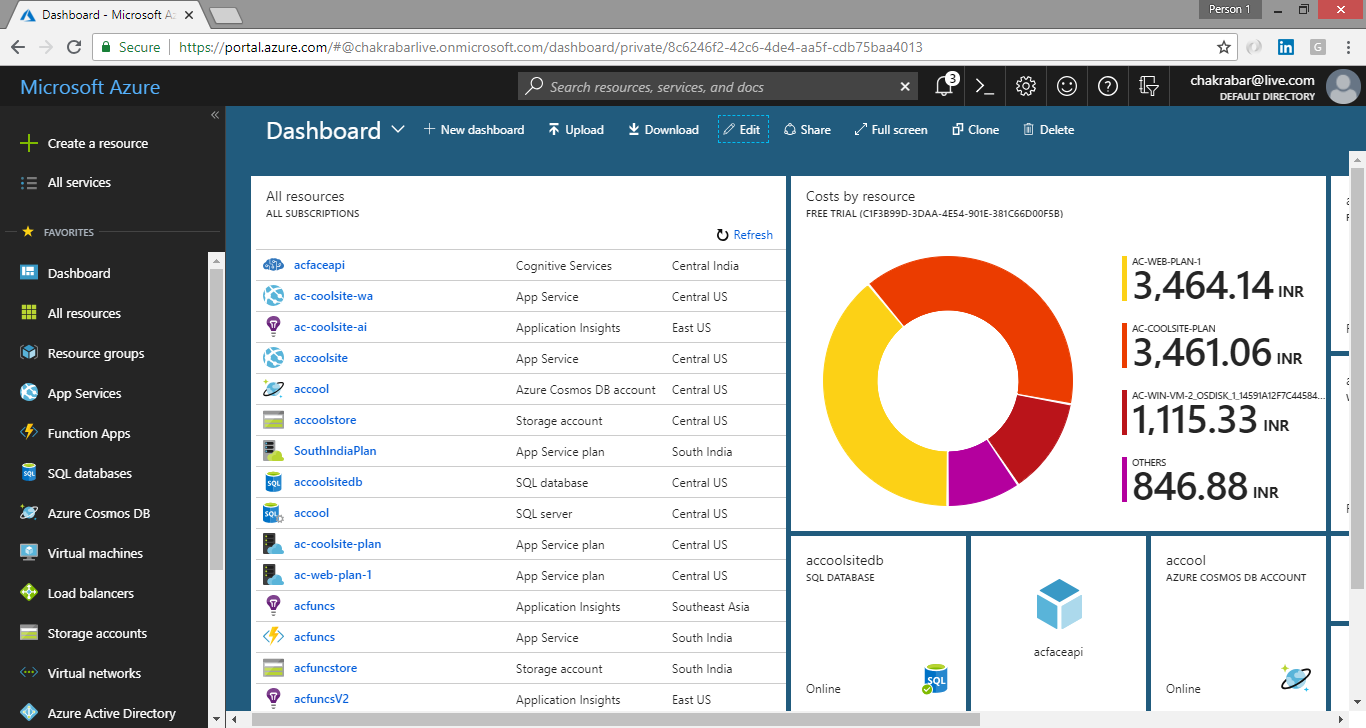 Dashboard - Microsoft Az
Person 1
Secure
https://portal.azure.com/#@chakrabarlive.onmicrosoft.com/dashboard/private/8c6246f2-42c6-4de4-aa5f-cdb75baa4013
G
Microsoft Azure
Search resources, services, and docs
3
chakrabar@live.com
DEFAULT DIRECTORY
Create a resource
All services
FAVORITES
Dashboard
All resources
Resource groups
App Services
Function Apps
SQL databases
Azure Cosmos DB
Virtual machines
Load balancers
Storage accounts
Virtual networks
Azure Active Directory
Dashboard
New dashboard
Upload
Download
Edit
Share
Full screen
Clone
Delete
All resources
ALL SUBSCRIPTIONS
Refresh
acfaceapi Cognitive Services Central India
ac-coolsite-wa App Service Central US
ac-coolsite-ai Application Insights East US
accoolsite App Service Central US
accool Azure Cosmos DB account Central US
accoolstore Storage account Central US
SouthIndiaPlan App Service plan South India
accoolsitedb SQL database Central US
accool SQL server Central US
ac-coolsite-plan App Service plan Central US
ac-web-plan-1 App Service plan Central US
acfuncs Application Insights Southeast Asia
acfuncs App Service South India
acfuncstore Storage account South India
acfuncsV2 Application Insights East US
Costs by resource
FREE TRIAL (C1F3B99D-3DAA-4E54-901E-381C66D00F5B)
AC-WEB-PLAN-1
3,464.14 INR
AC-COOLSITE-PLAN
3,461.06 INR
AC-WIN-VM-2_OSDISK_1_14591A12F7C44584...
1,115.33 INR
OTHERS
846.88 INR
accoolsitedb
SQL DATABASE
Online
SQL
acfaceapi
accool
AZURE COSMOS DB ACCOUNT
Online